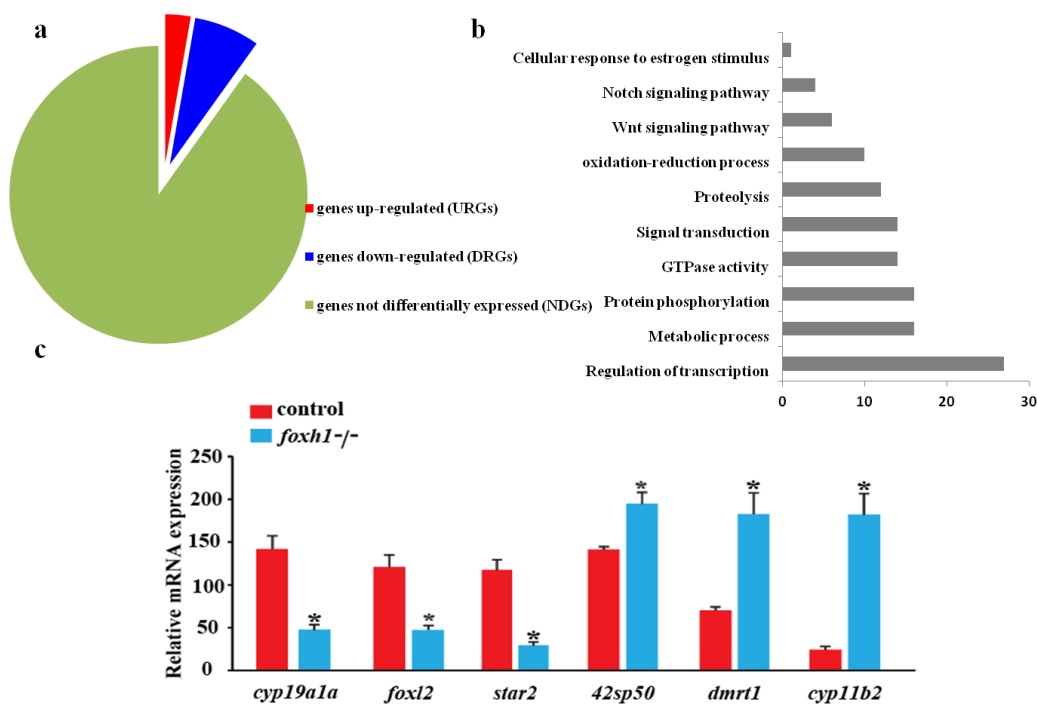 a
genes up-regulated (URGs)
genes down-regulated (DRGs)
genes not differentially expressed (NDGs)
b
Cellular response to estrogen stimulus
Notch signaling pathway
Wnt signaling pathway
oxidation-reduction process
Proteolysis
Signal transduction
GTPase activity
Protein phosphorylation
Metabolic process
Regulation of transcription
0 10 20 30
c
control
foxh1-/-
Relative mRNA expression
250
200
150
100
50
0
* * * * * *
cyp19a1a foxl2 star2 42sp50 dmrt1 cyp11b2